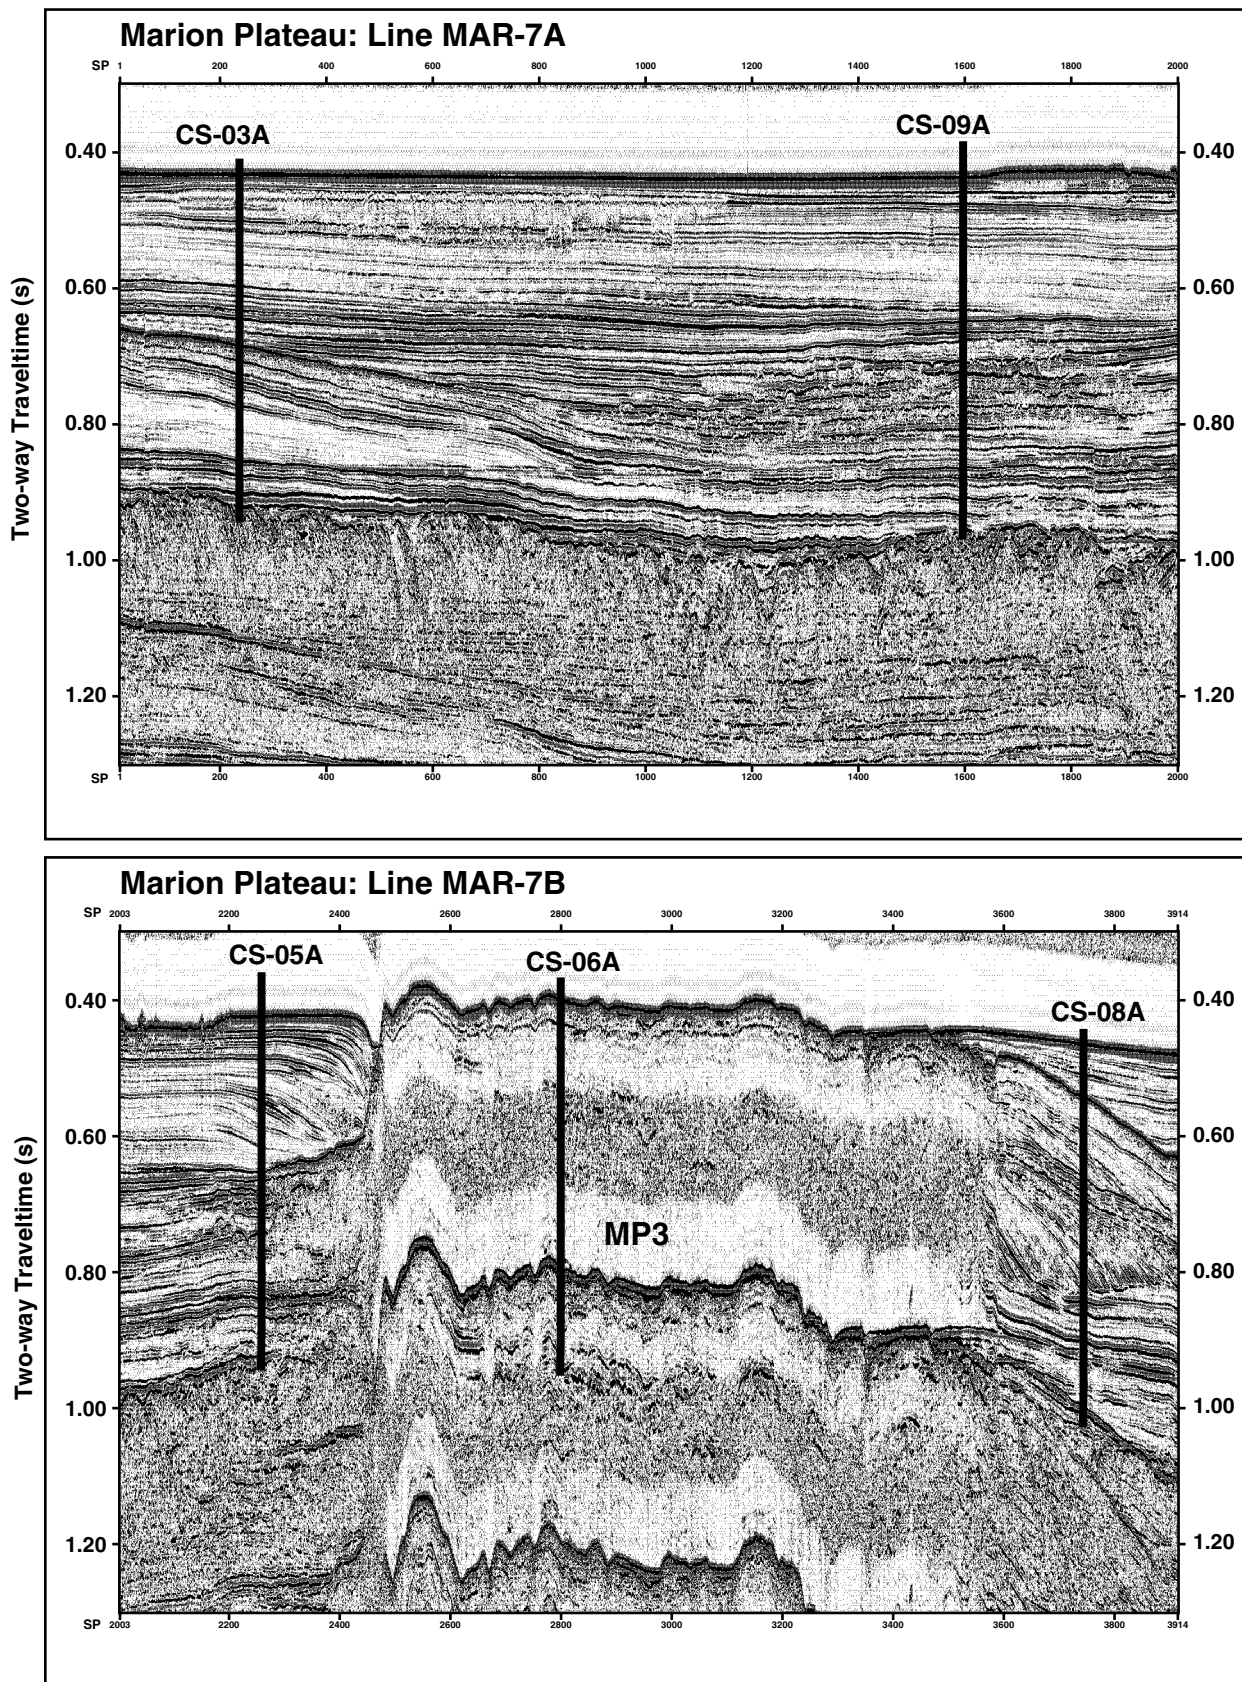 Marion Plateau: Line MAR-7A
SP 1 200 400 600 800 1000 1200 1400 1600 1800 2000
CS-03A CS-09A
0.40 0.40
0.60 0.60
0.80 0.80
1.00 1.00
1.20 1.20
Two-way Traveltime (s)
SP 1 200 400 600 800 1000 1200 1400 1600 1800 2000
Marion Plateau: Line MAR-7B
SP 2003 2200 2400 2600 2800 3000 3200 3400 3600 3800 3914
CS-05A CS-06A CS-08A
0.40 0.40
0.60 0.60
MP3
0.80 0.80
1.00 1.00
1.20 1.20
Two-way Traveltime (s)
SP 2003 2200 2400 2600 2800 3000 3200 3400 3600 3800 3914